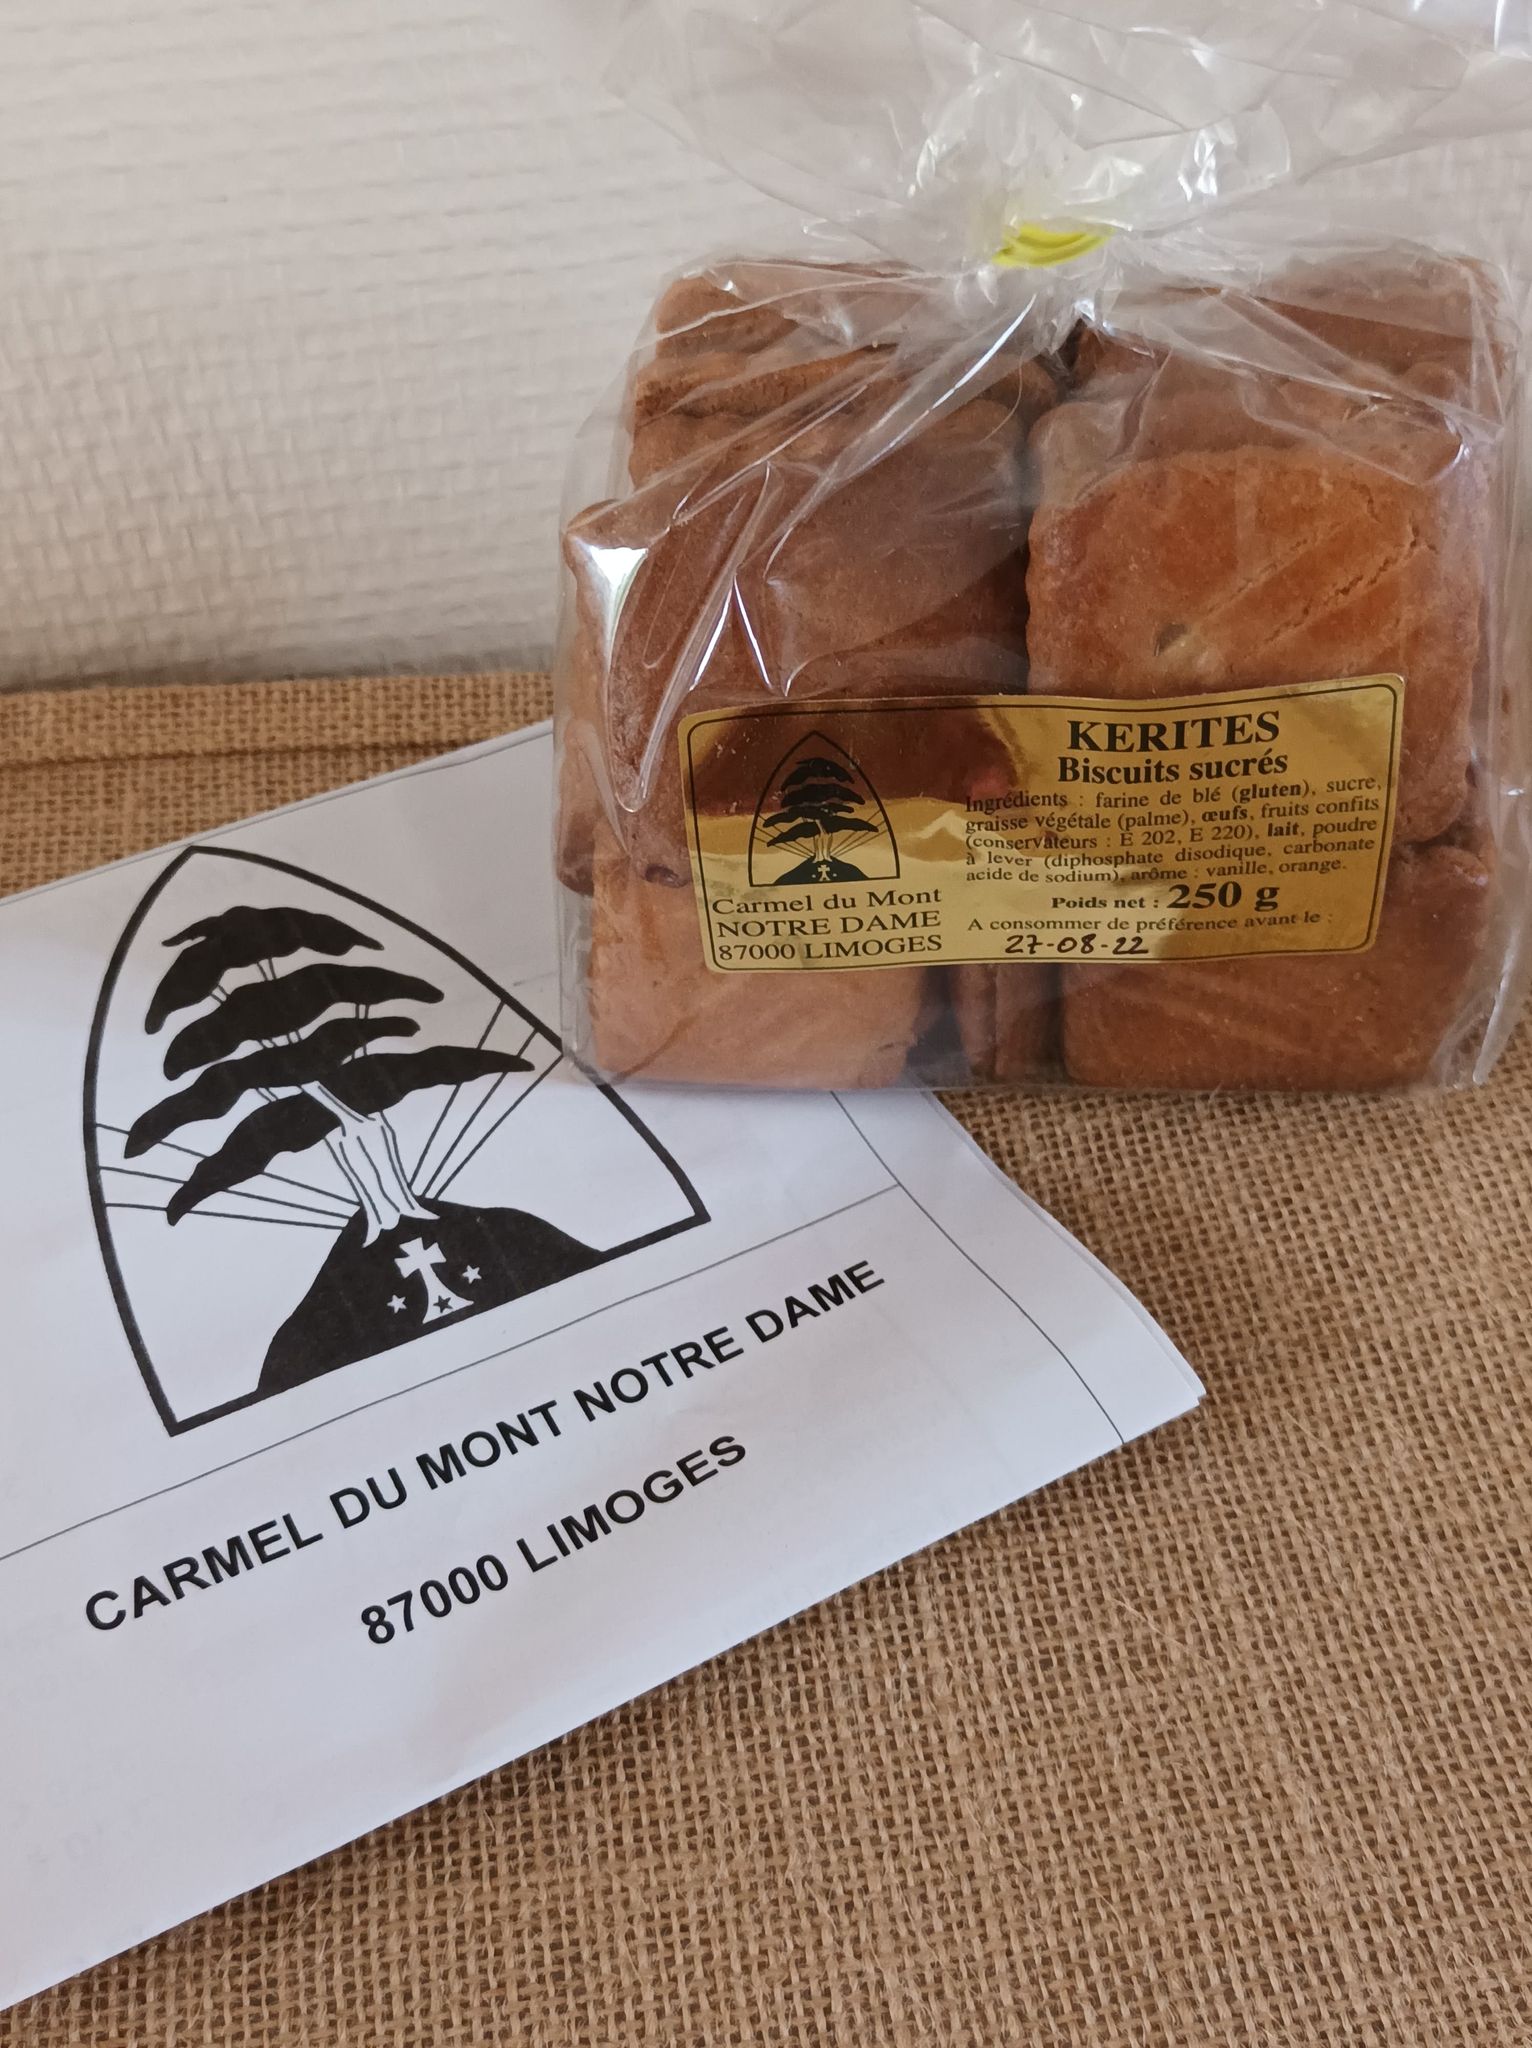 KERITES
Biscuits sucrés
Ingrédients : farine de blé (gluten), sucre,
graisse végétale (palme), œufs, fruits confits
(conservateurs : E 202, E 220), lait, poudre
à lever (diphosphate disodique, carbonate
acide de sodium), arôme : vanille, orange.
Poids net : 250 g
A consommer de préférence avant le :
27-08-22
Carmel du Mont
NOTRE DAME
87000 LIMOGES
CARMEL DU MONT NOTRE DAME
87000 LIMOGES